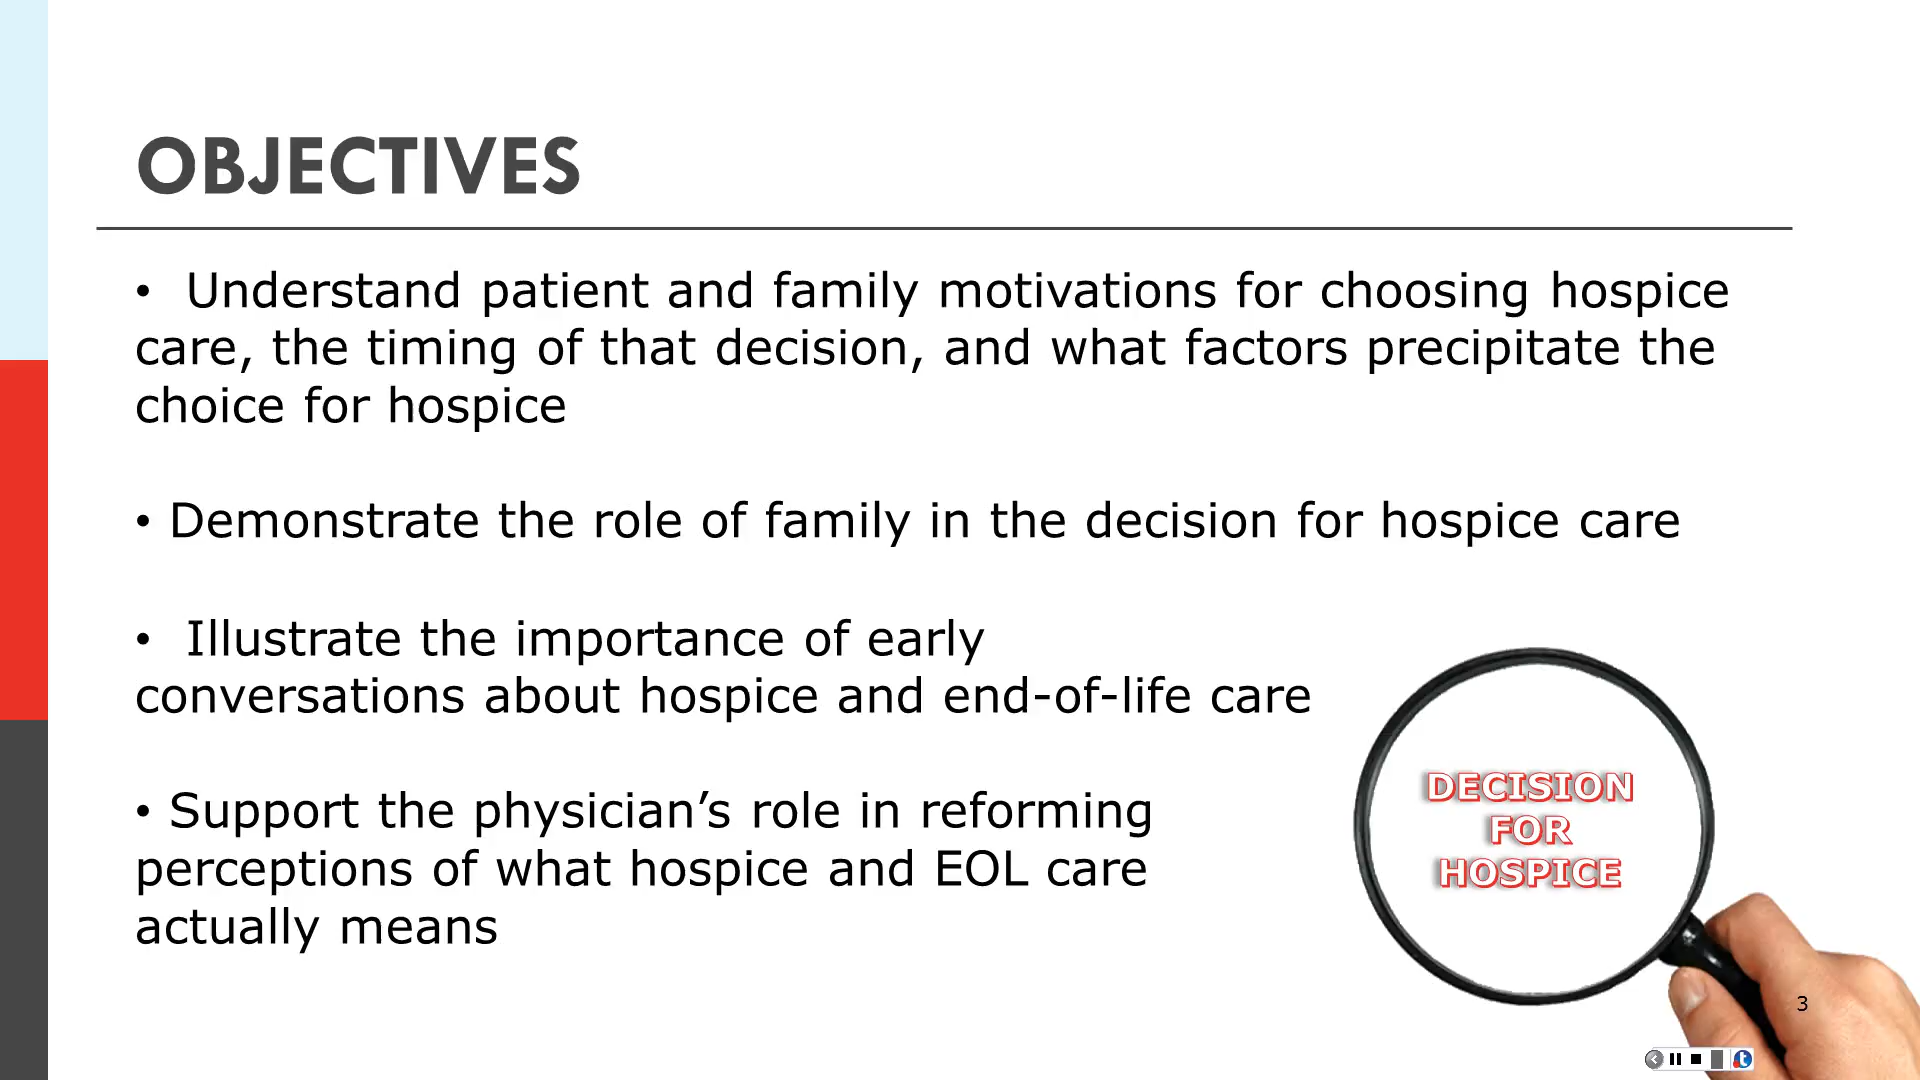 OBJECTIVES
• Understand patient and family motivations for choosing hospice
care, the timing of that decision, and what factors precipitate the
choice for hospice
• Demonstrate the role of family in the decision for hospice care
• Illustrate the importance of early
conversations about hospice and end-of-life care
• Support the physician’s role in reforming
perceptions of what hospice and EOL care
actually means
DECISION
FOR
HOSPICE
3
t